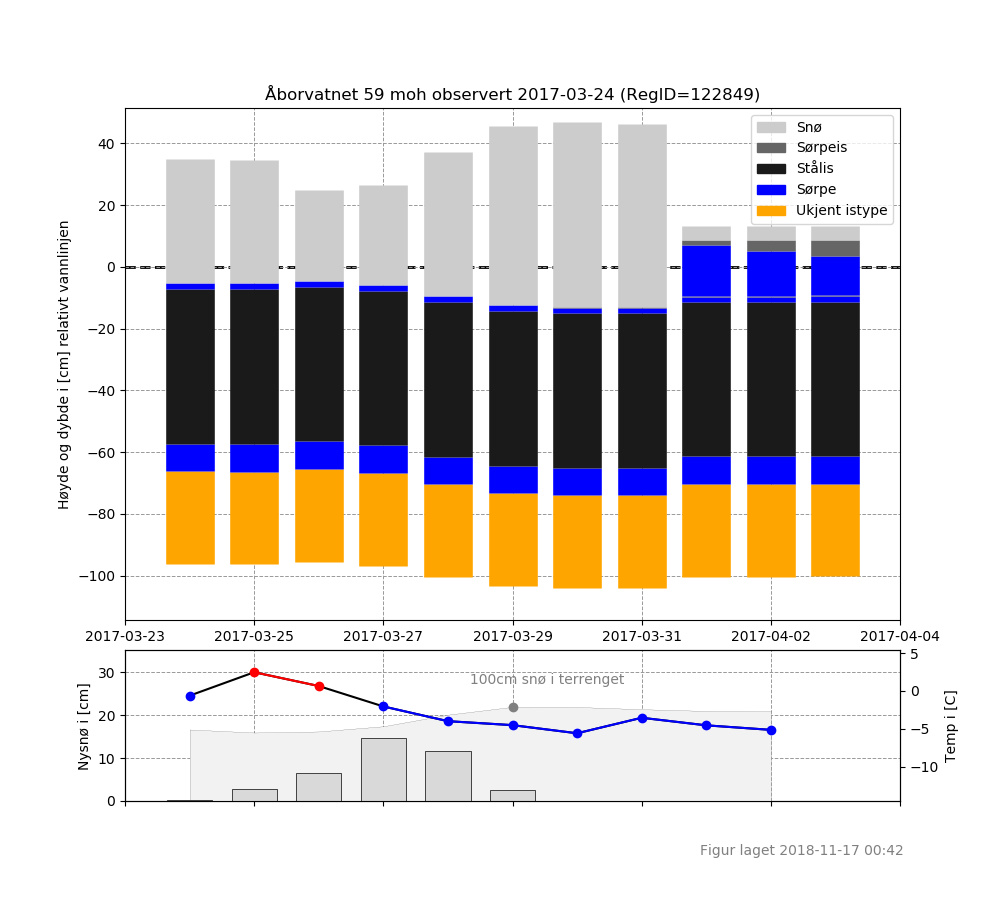 Åborvatnet 59 moh observert 2017-03-24 (RegID=122849)
Høyde og dybde i [cm] relativt vannlinjen
40
20
0
−20
−40
−60
−80
−100
Snø
Sørpeis
Stålis
Sørpe
Ukjent istype
2017-03-23 2017-03-25 2017-03-27 2017-03-29 2017-03-31 2017-04-02 2017-04-04
Nysnø i [cm]
30
20
10
0
100cm snø i terrenget
5
0
−5
−10
Temp i [C]
Figur laget 2018-11-17 00:42